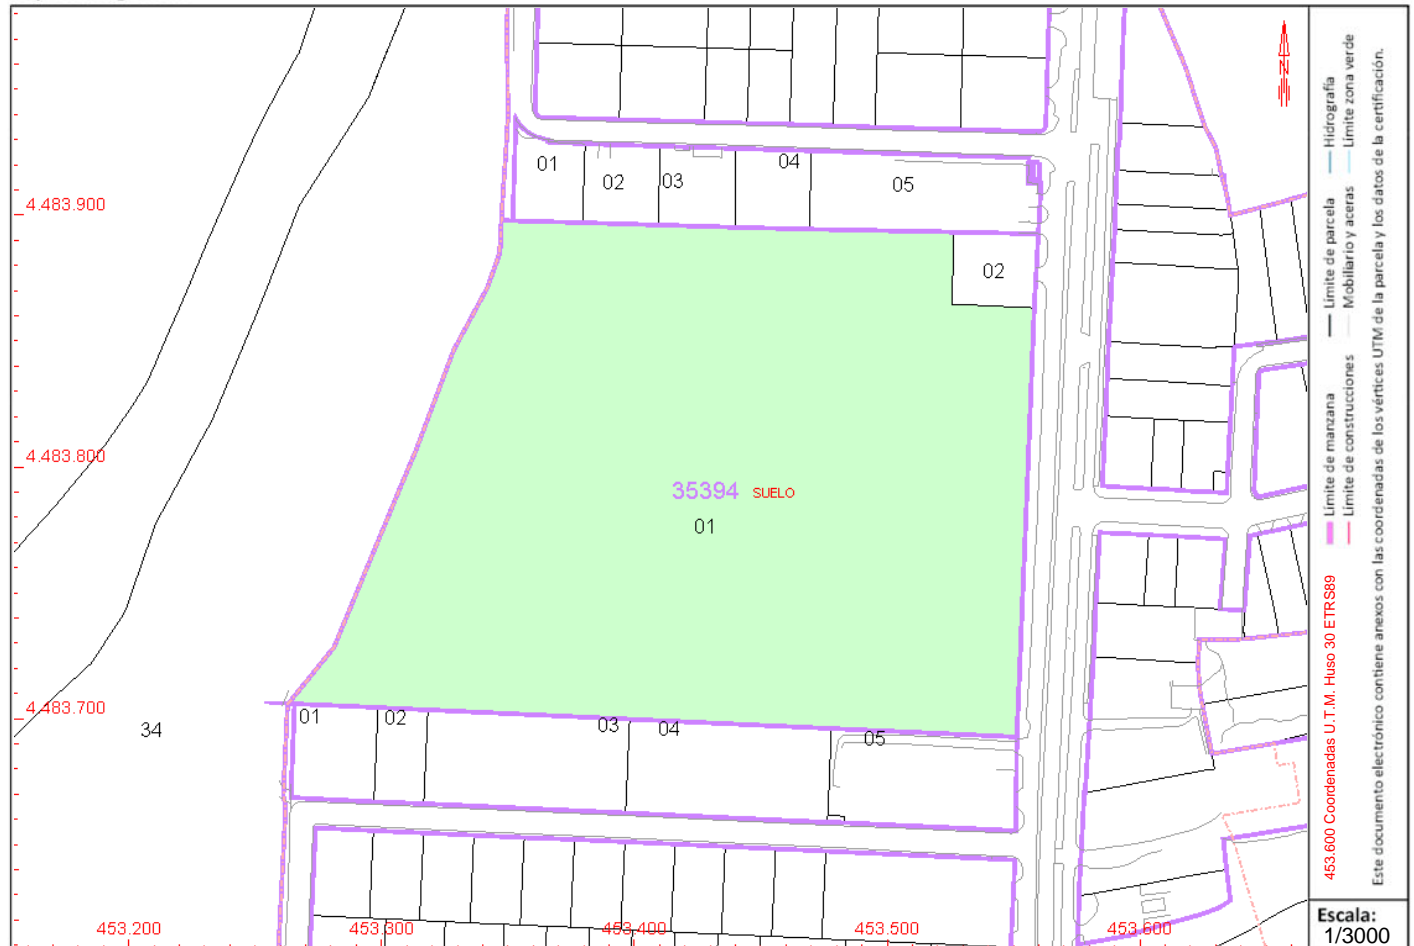 01
02
03
04
05
4.483.900
02
4.483.800
35394 SUELO
01
4.483.700
01
02
03
04
05
34
453.200
453.300
453.400
453.500
453.600
N
Hidrografía
Límite zona verde
Límite de parcela
Mobiliario y aceras
Límite de manzana
Límite de construcciones
453.600 Coordenadas U.T.M. Huso 30 ETRS89
Este documento electrónico contiene anexos con las coordenadas de los vértices UTM de la parcela y los datos de la certificación.
Escala:
1/3000